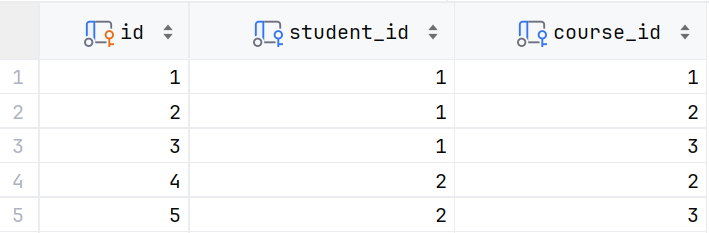 id student_id course_id
1 1 1 1
2 2 1 2
3 3 1 3
4 4 2 2
5 5 2 3